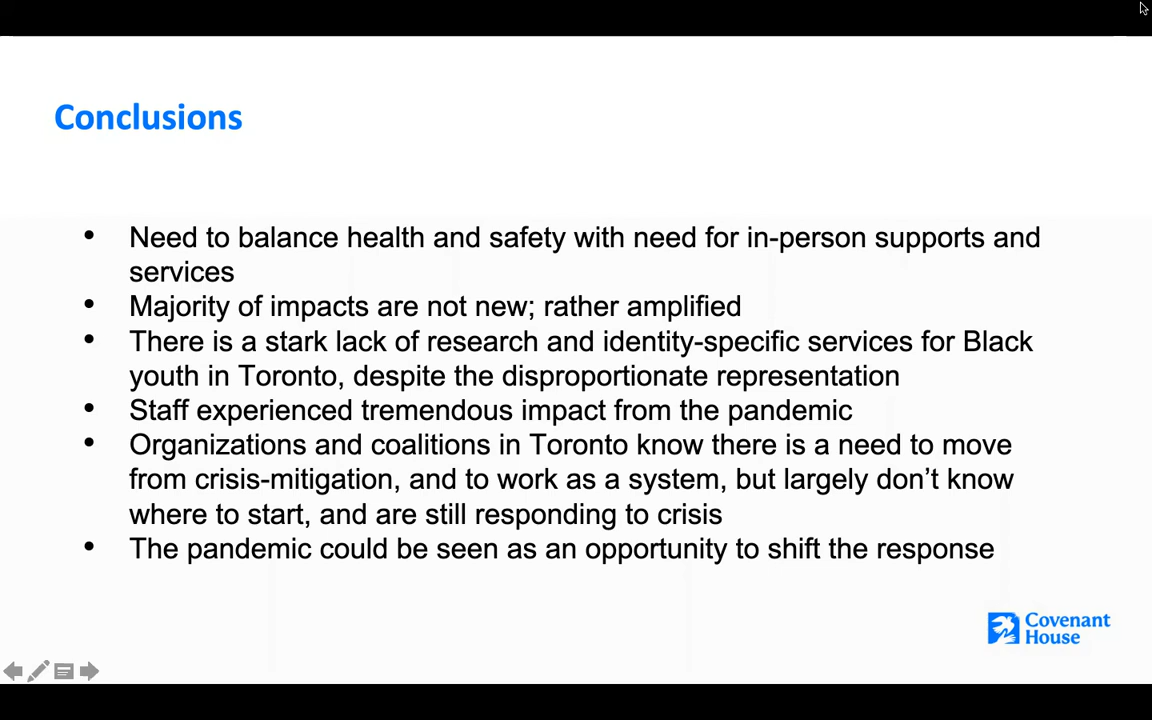 Conclusions
• Need to balance health and safety with need for in-person supports and
services
• Majority of impacts are not new; rather amplified
• There is a stark lack of research and identity-specific services for Black
youth in Toronto, despite the disproportionate representation
• Staff experienced tremendous impact from the pandemic
• Organizations and coalitions in Toronto know there is a need to move
from crisis-mitigation, and to work as a system, but largely don’t know
where to start, and are still responding to crisis
• The pandemic could be seen as an opportunity to shift the response
Covenant
House